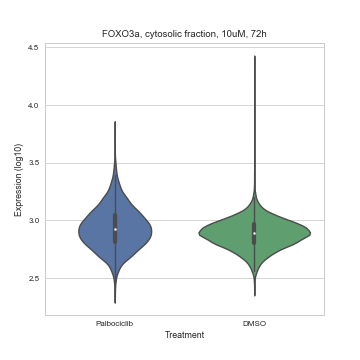 FOXO3a, cytosolic fraction, 10uM, 72h
4.5
4.0
3.5
3.0
2.5
Expression (log10)
Palbociclib
DMSO
Treatment